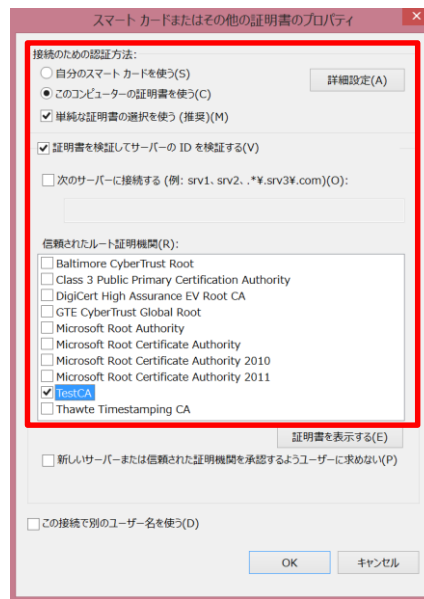 スマート カードまたはその他の証明書のプロパティ
×
接続のための認証方法:
自分のスマート カードを使う(S)
詳細設定(A)
このコンピューターの証明書を使う(C)
単純な証明書の選択を使う (推奨)(M)
証明書を検証してサーバーの ID を検証する(V)
次のサーバーに接続する (例: srv1、srv2、.*¥.srv3¥.com)(O):
信頼されたルート証明機関(R):
Baltimore CyberTrust Root
Class 3 Public Primary Certification Authority
DigiCert High Assurance EV Root CA
GTE CyberTrust Global Root
Microsoft Root Authority
Microsoft Root Certificate Authority
Microsoft Root Certificate Authority 2010
Microsoft Root Certificate Authority 2011
TestCA
Thawte Timestamping CA
証明書を表示する(E)
新しいサーバーまたは信頼された証明機関を承認するようユーザーに求めない(P)
この接続で別のユーザー名を使う(D)
OK
キャンセル